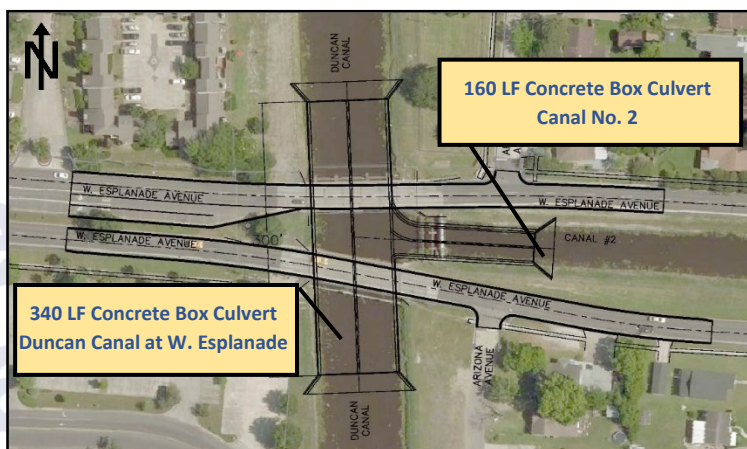 N
DUNCAN
CANAL
160 LF Concrete Box Culvert
Canal No. 2
W. ESPLANADE AVENUE
W. ESPLANADE AVENUE
W. ESPLANADE AVENUE
300'
CANAL #2
W. ESPLANADE AVENUE
340 LF Concrete Box Culvert
Duncan Canal at W. Esplanade
ARIZONA
AVENUE
DUNCAN
CANAL